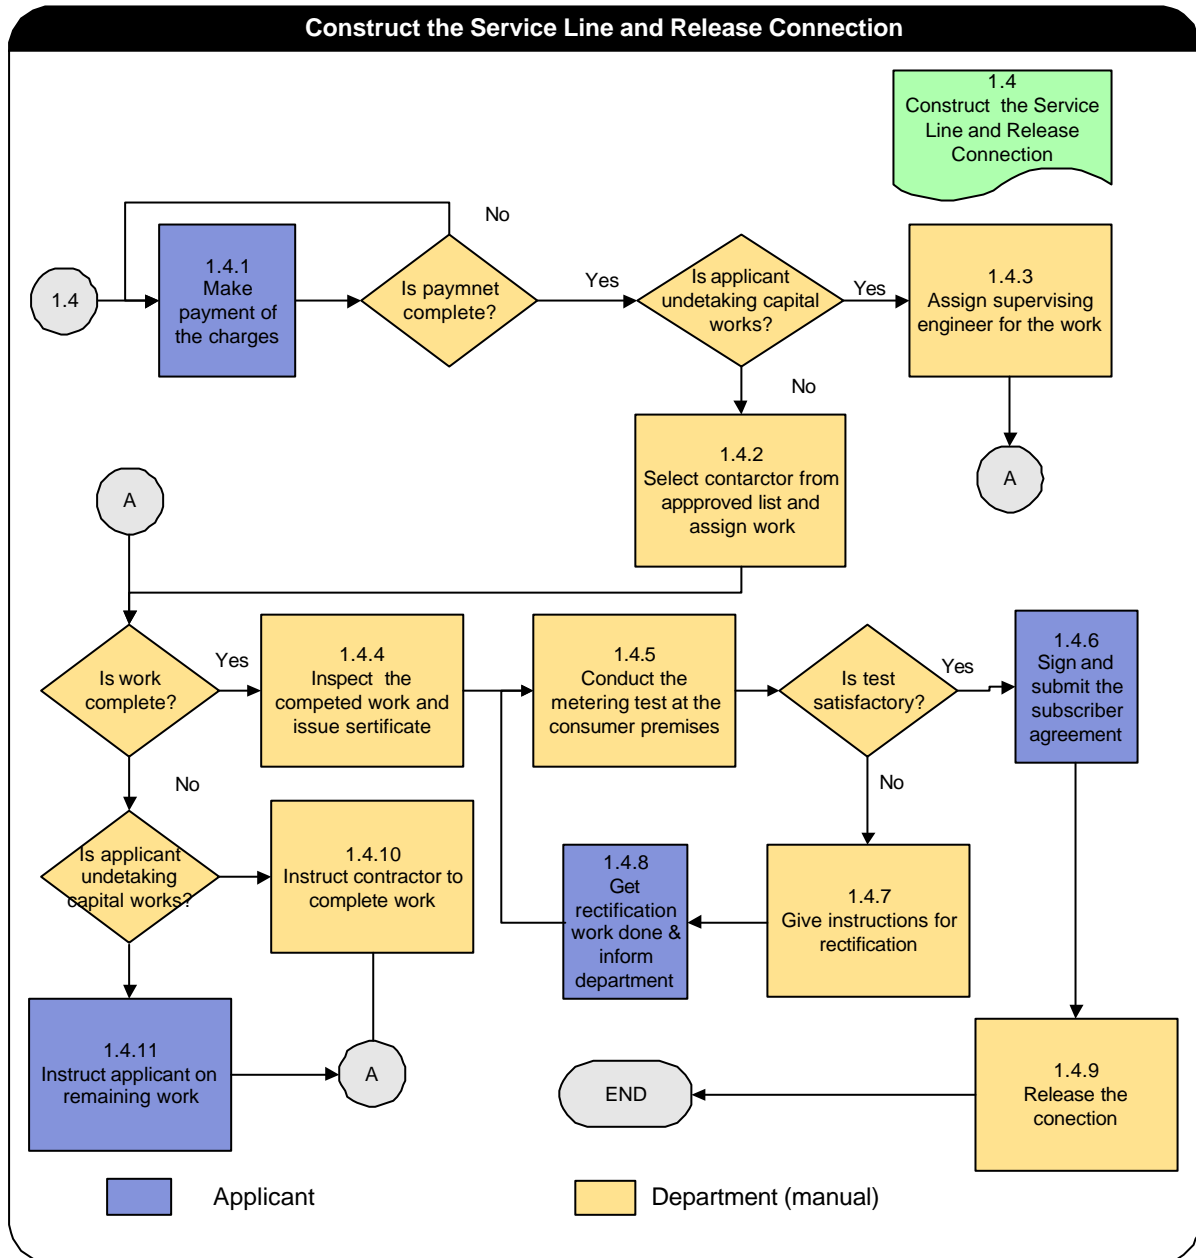 Construct the Service Line and Release Connection
1.4
Construct the Service
Line and Release
Connection
No
1.4
1.4.1
Make
payment of
the charges
Is paymnet
complete?
Yes
Is applicant
undetaking capital
works?
Yes
1.4.3
Assign supervising
engineer for the work
No
1.4.2
Select contarctor from
appproved list and
assign work
A
A
Is work
complete?
Yes
1.4.4
Inspect the
competed work and
issue sertificate
1.4.5
Conduct the
metering test at the
consumer premises
Is test
satisfactory?
Yes
1.4.6
Sign and
submit the
subscriber
agreement
No
No
Is applicant
undetaking
capital works?
1.4.10
Instruct contractor to
complete work
1.4.8
Get
rectification
work done &
inform
department
1.4.7
Give instructions for
rectification
1.4.11
Instruct applicant on
remaining work
A
END
1.4.9
Release the
conection
Applicant
Department (manual)